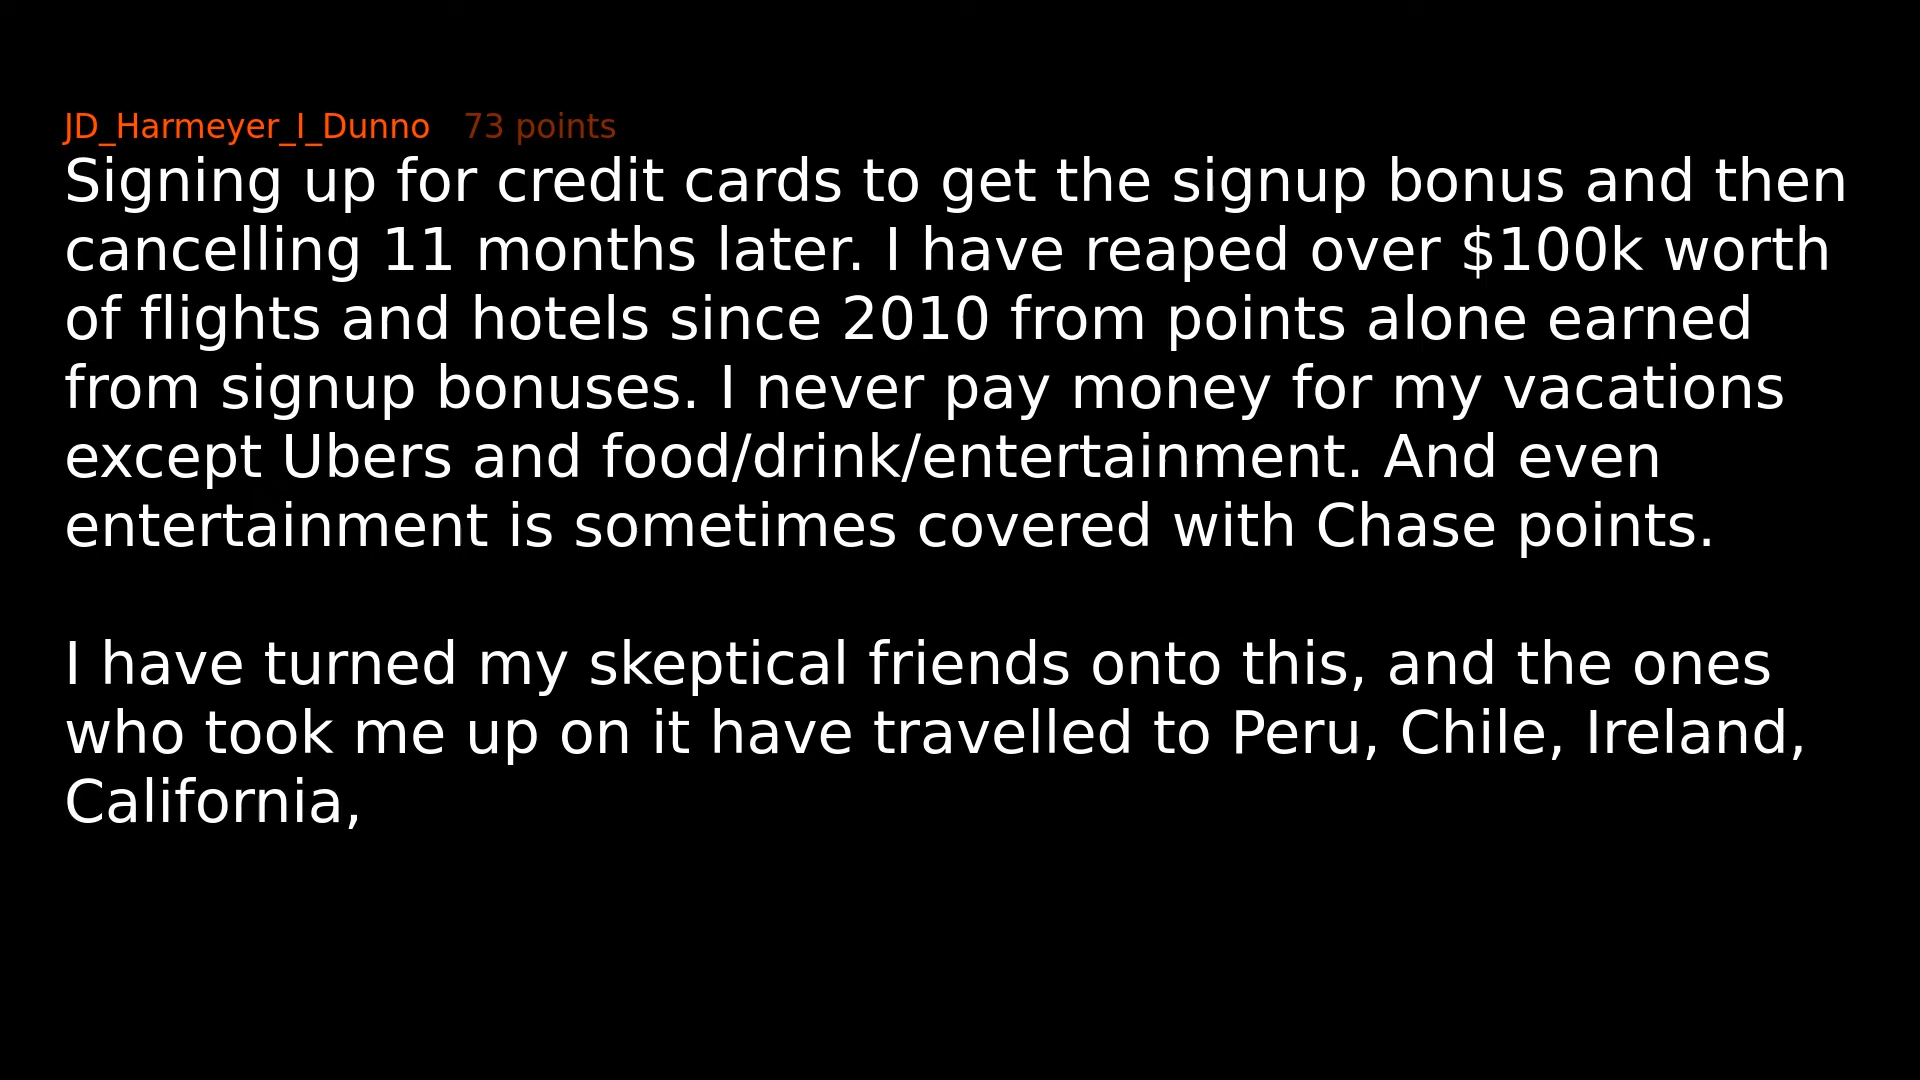 JD_Harmeyer_I_Dunno 73 points
Signing up for credit cards to get the signup bonus and then
cancelling 11 months later. I have reaped over $100k worth
of flights and hotels since 2010 from points alone earned
from signup bonuses. I never pay money for my vacations
except Ubers and food/drink/entertainment. And even
entertainment is sometimes covered with Chase points.
I have turned my skeptical friends onto this, and the ones
who took me up on it have travelled to Peru, Chile, Ireland,
California,